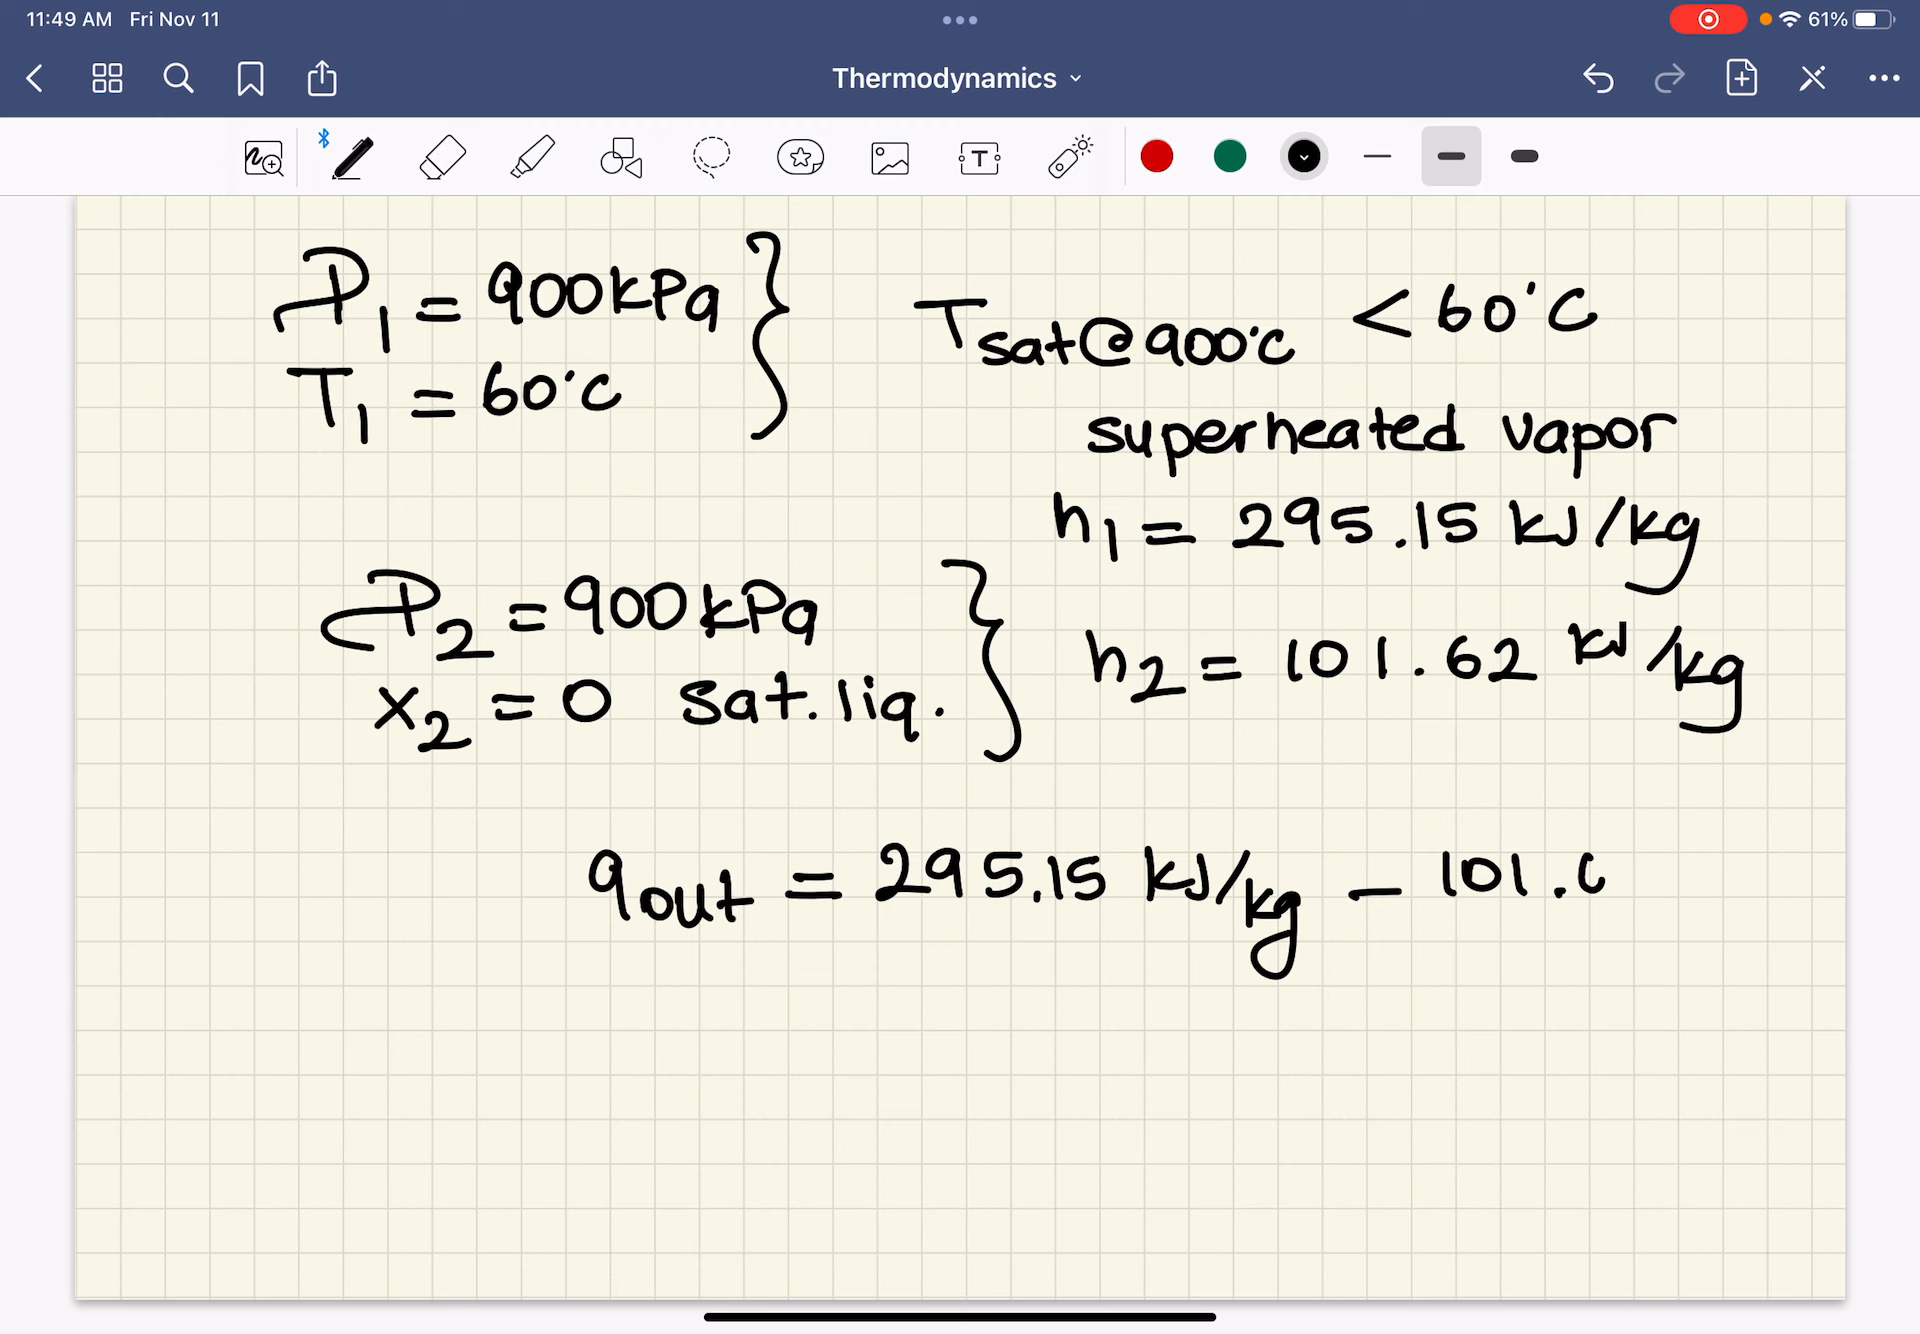 11:49 AM Fri Nov 11
61%
Thermodynamics
T
P₁ = 900kPa
T₁ = 60°C
Tsat@900°C < 60°C
superheated vapor
h₁ = 295.15 kJ/kg
P₂ = 900kPa
x₂ = 0 sat. liq.
h₂ = 101.62 kJ/kg
qout = 295.15 kJ/kg − 101.